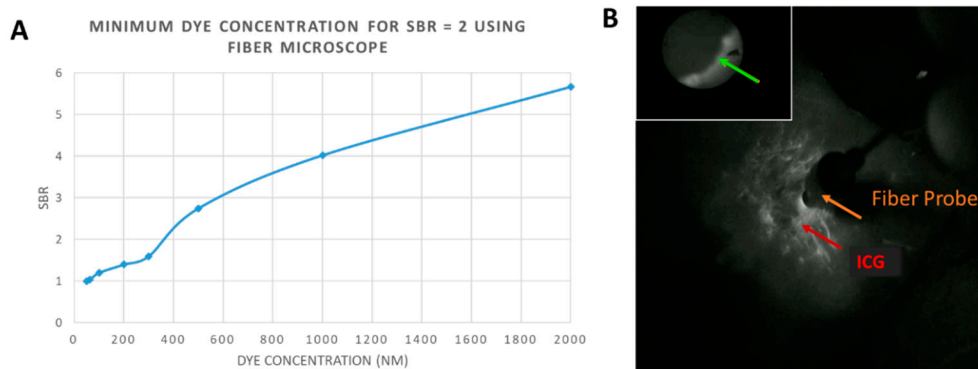 A
MINIMUM DYE CONCENTRATION FOR SBR = 2 USING
FIBER MICROSCOPE
6
5
4
3
2
1
0
SBR
0 200 400 600 800 1000 1200 1400 1600 1800 2000
DYE CONCENTRATION (NM)
B
Fiber Probe
ICG